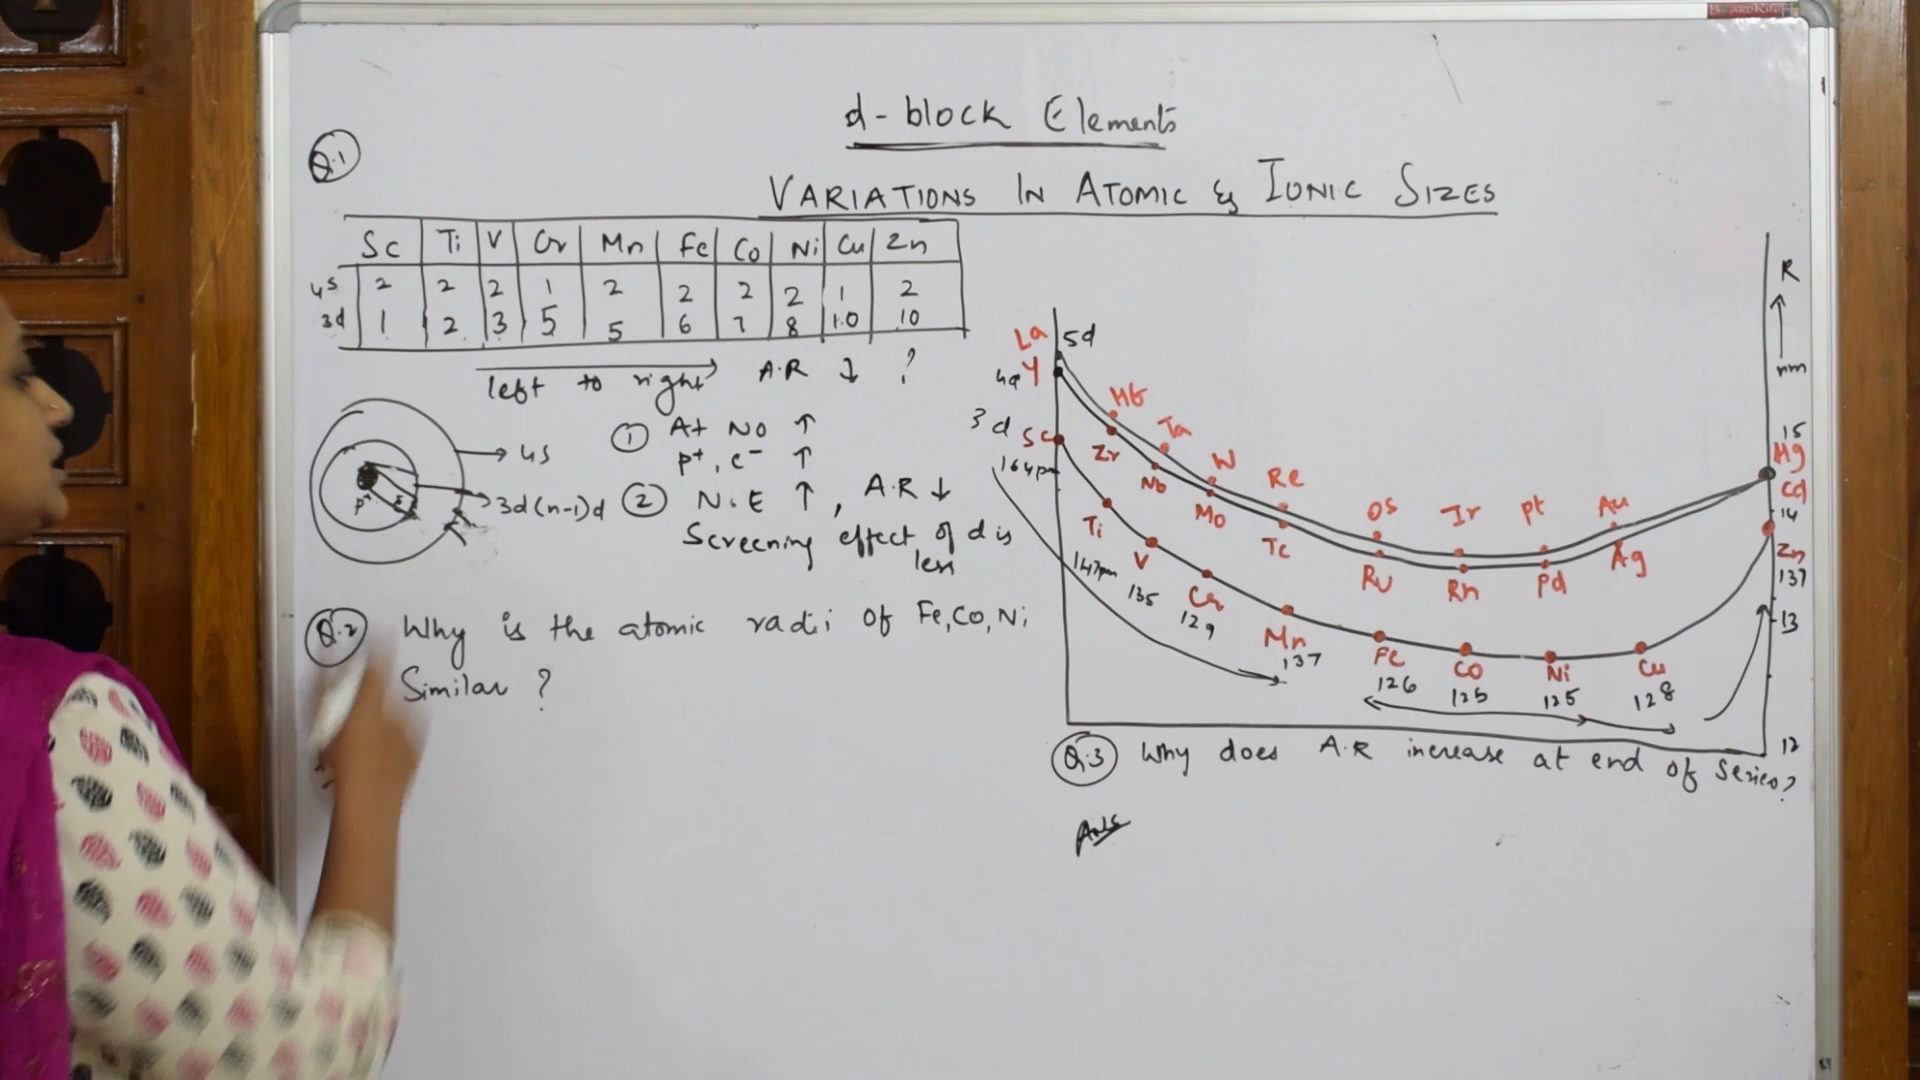 d-block Elements
VARIATIONS IN ATOMIC & IONIC SIZES
Q.1
Sc Ti V Cr Mn Fe Co Ni Cu Zn
4s 2 2 2 1 2 2 2 2 1 2
3d 1 2 3 5 5 6 7 8 10 10
left to right A.R ↓ ?
① At NO ↑
p+, e- ↑
② N.E ↑, A.R ↓
Screening effect of d is
less
4s
3d (n-1)d
p+
Q.2 Why is the atomic radii of Fe, Co, Ni
Similar ?
R
nm
15
14
13
12
La 5d
4d Y
3d Sc
164pm
Hf Ta W Re Os Ir Pt Au Hg
Zr Nb Mo Tc Ru Rh Pd Ag Cd
Ti V Cr Mn Fe Co Ni Cu Zn
147pm 135 129 137 126 125 125 128 137
Q.3 Why does A.R increase at end of Series?
Ans